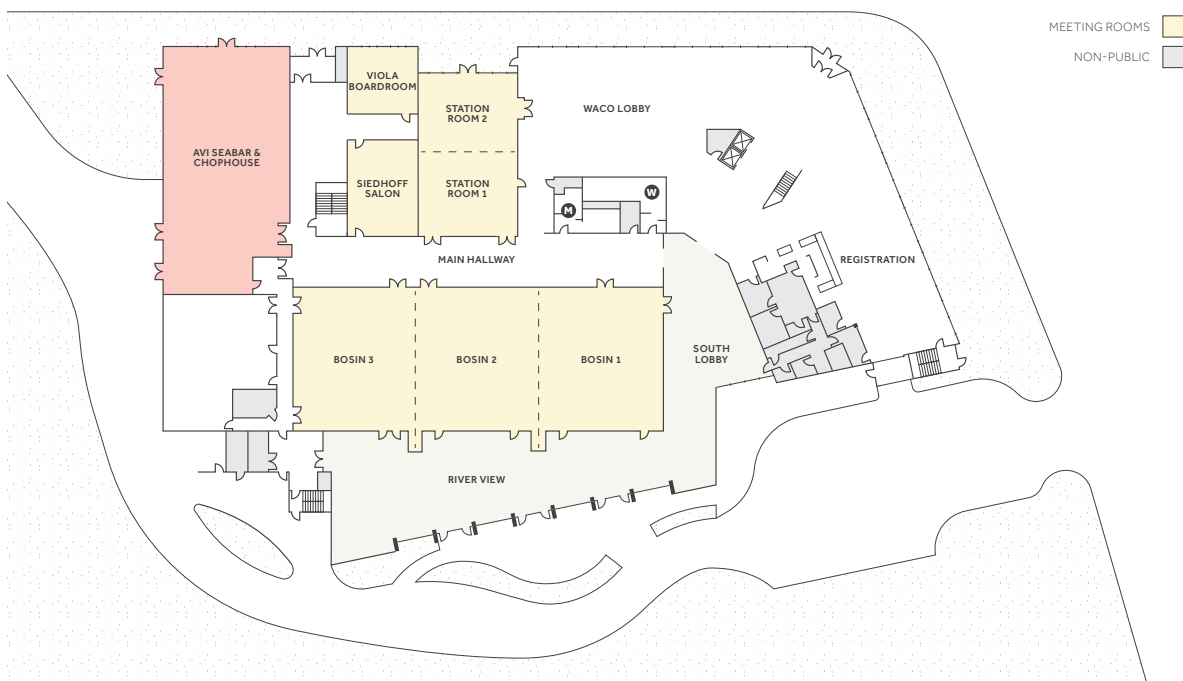 MEETING ROOMS
NON-PUBLIC
VIOLA
BOARDROOM
STATION
ROOM 2
WACO LOBBY
AVI SEABAR &
CHOPHOUSE
SIEDHOFF
SALON
STATION
ROOM 1
W
M
MAIN HALLWAY
REGISTRATION
BOSIN 3
BOSIN 2
BOSIN 1
SOUTH
LOBBY
RIVER VIEW